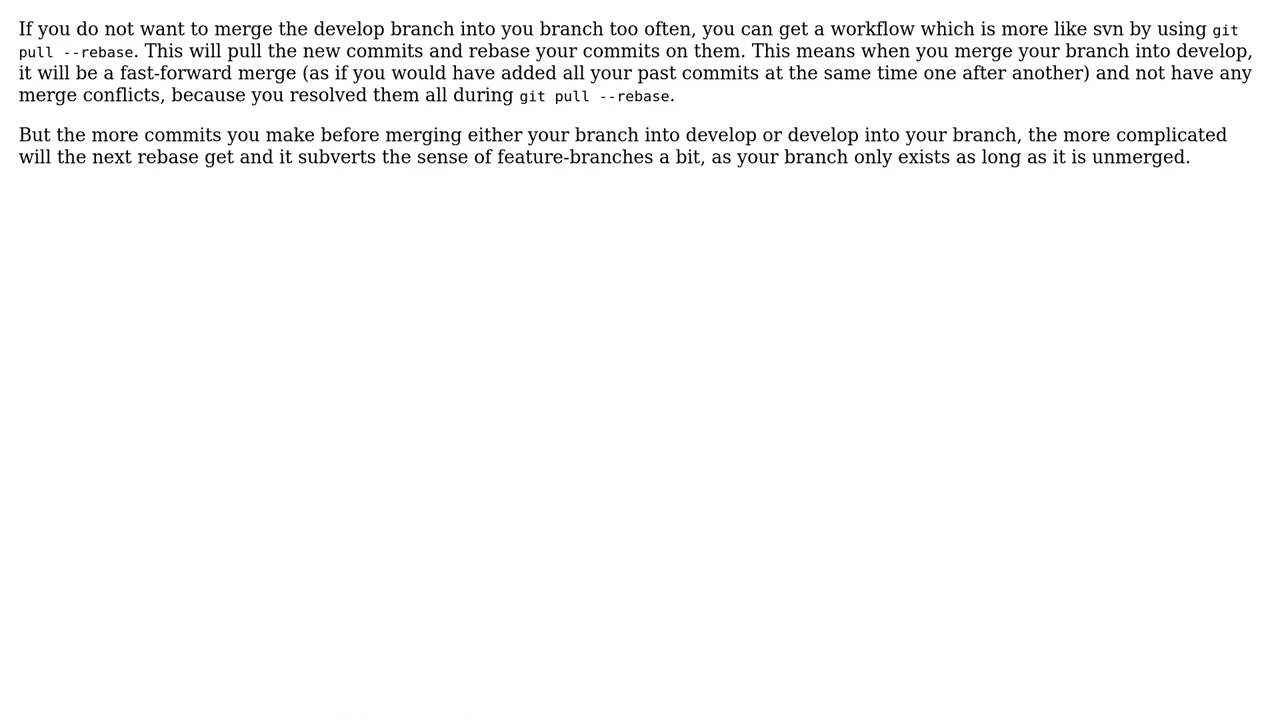 If you do not want to merge the develop branch into you branch too often, you can get a workflow which is more like svn by using git
pull --rebase. This will pull the new commits and rebase your commits on them. This means when you merge your branch into develop,
it will be a fast-forward merge (as if you would have added all your past commits at the same time one after another) and not have any
merge conflicts, because you resolved them all during git pull --rebase.
But the more commits you make before merging either your branch into develop or develop into your branch, the more complicated
will the next rebase get and it subverts the sense of feature-branches a bit, as your branch only exists as long as it is unmerged.